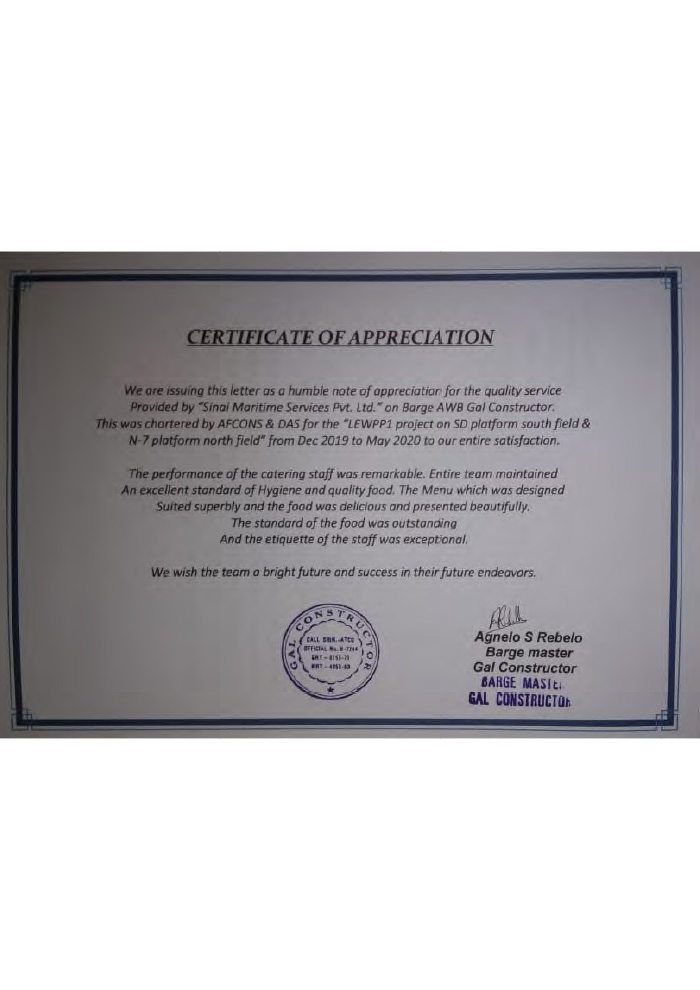 CERTIFICATE OF APPRECIATION
We are issuing this letter as a humble note of appreciation for the quality service
Provided by "Sinai Maritime Services Pvt. Ltd." on Barge AWB Gal Constructor.
This was chartered by AFCONS & DAS for the "LEWPP1 project on SD platform south field &
N-7 platform north field" from Dec 2019 to May 2020 to our entire satisfaction.
The performance of the catering staff was remarkable. Entire team maintained
An excellent standard of Hygiene and quality food. The Menu which was designed
Suited superbly and the food was delicious and presented beautifully.
The standard of the food was outstanding
And the etiquette of the staff was exceptional.
We wish the team a bright future and success in their future endeavors.
GAL CONSTRUCTOR
CALL
OFFICIAL No.
Agnelo S Rebelo
Barge master
Gal Constructor
BARGE MASTE
GAL CONSTRUCTOR